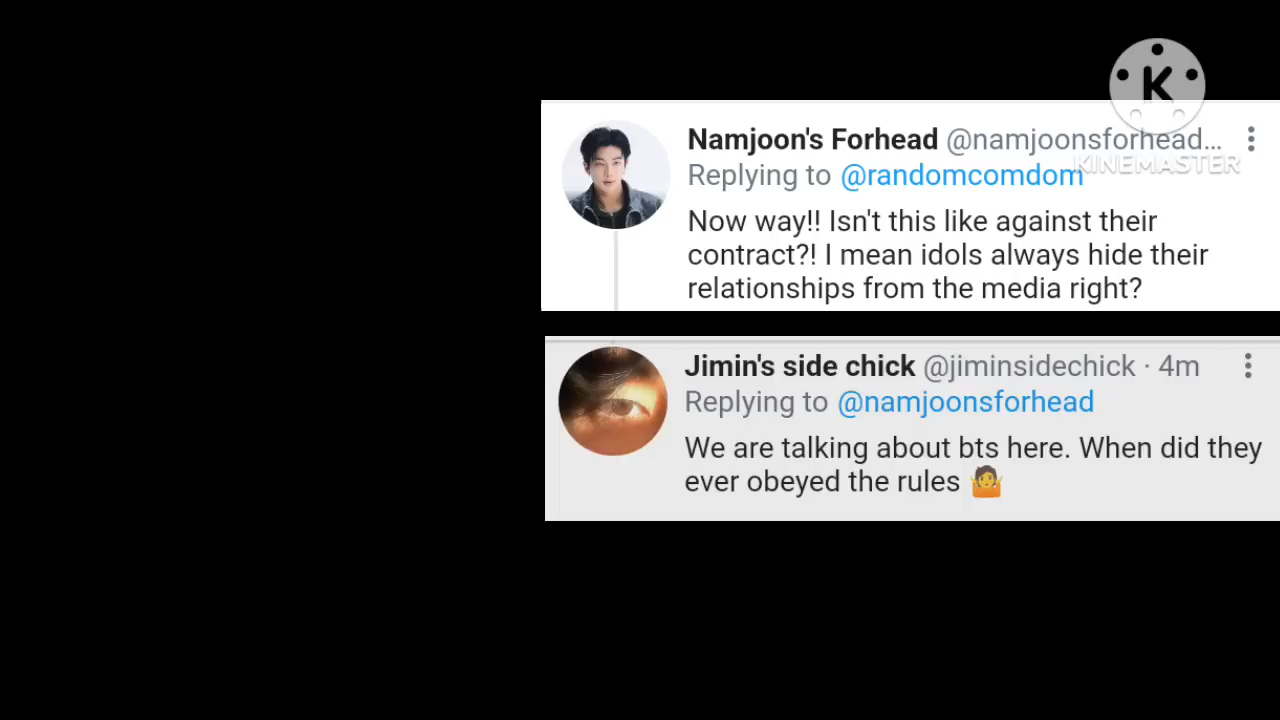 K
KINEMASTER
Namjoon's Forhead @namjoonsforhead...
Replying to @randomcomdom
Now way!! Isn't this like against their
contract?! I mean idols always hide their
relationships from the media right?
Jimin's side chick @jiminsidechick · 4m
Replying to @namjoonsforhead
We are talking about bts here. When did they
ever obeyed the rules 🤷